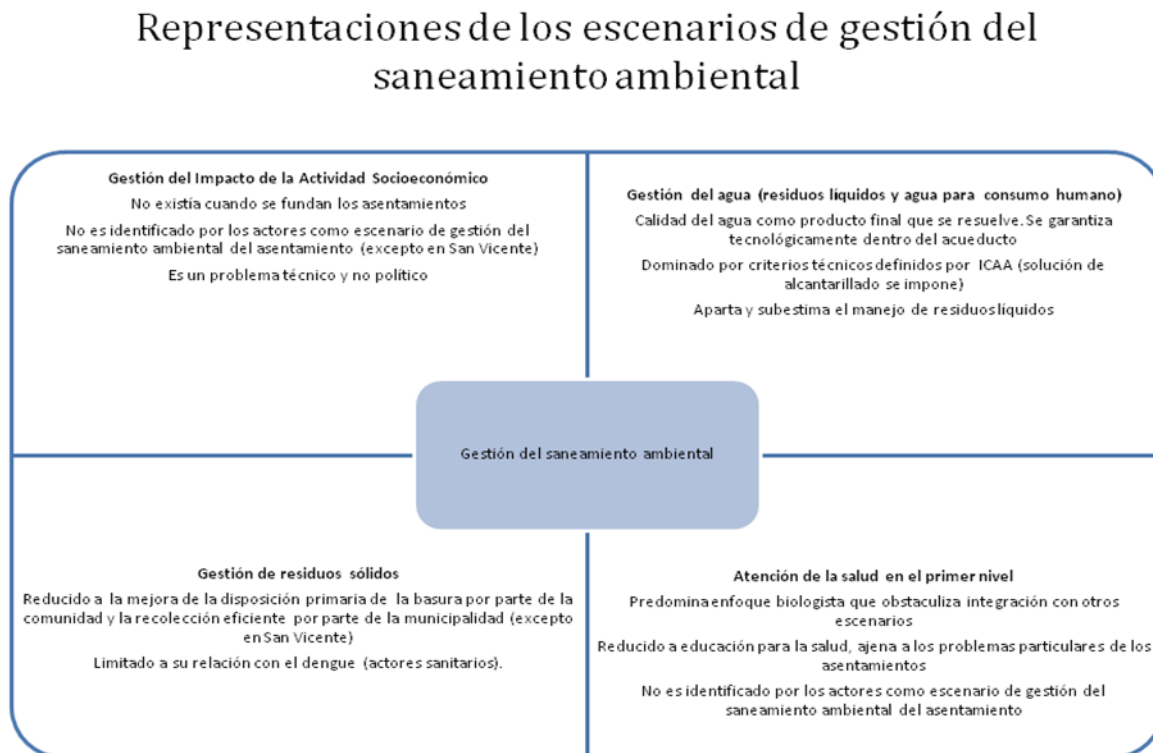 Representaciones de los escenarios de gestión del
saneamiento ambiental
Gestión del Impacto de la Actividad Socioeconómico
No existía cuando se fundan los asentamientos
No es identificado por los actores como escenario de gestión del
saneamiento ambiental del asentamiento (excepto en San Vicente)
Es un problema técnico y no político
Gestión del agua (residuos líquidos y agua para consumo humano)
Calidad del agua como producto final que se resuelve. Se garantiza
tecnológicamente dentro del acueducto
Dominado por criterios técnicos definidos por ICAA (solución de
alcantarillado se impone)
Aparta y subestima el manejo de residuos líquidos
Gestión del saneamiento ambiental
Gestión de residuos sólidos
Reducido a la mejora de la disposición primaria de la basura por parte de la
comunidad y la recolección eficiente por parte de la municipalidad (excepto
en San Vicente)
Limitado a su relación con el dengue (actores sanitarios).
Atención de la salud en el primer nivel
Predomina enfoque biologista que obstaculiza integración con otros
escenarios
Reducido a educación para la salud, ajena a los problemas particulares de los
asentamientos
No es identificado por los actores como escenario de gestión del
saneamiento ambiental del asentamiento